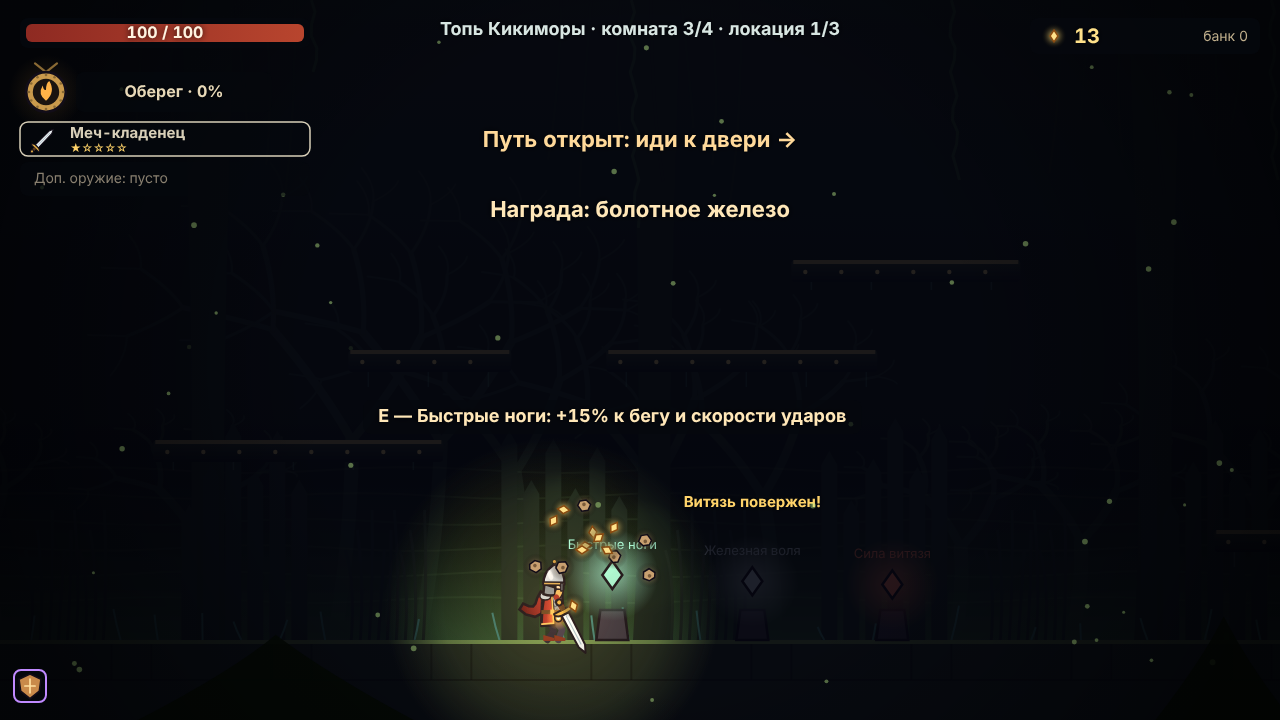 100 / 100
Топь Кикиморы · комната 3/4 · локация 1/3
13
банк 0
Оберег · 0%
Меч-кладенец
Доп. оружие: пусто
Путь открыт: иди к двери →
Награда: болотное железо
E — Быстрые ноги: +15% к бегу и скорости ударов
Витязь повержен!
Быстрые ноги
Железная воля
Сила витязя